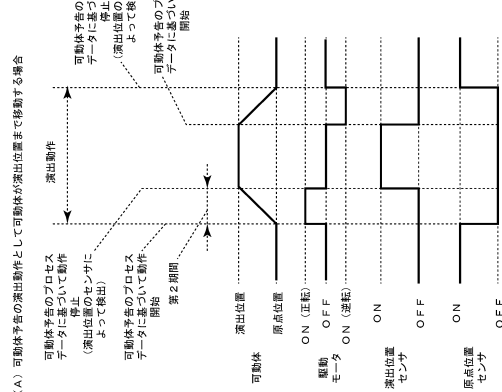 (A) 可動体予告の演出動作として可動体が演出位置まで移動する場合
可動体予告のプロセス
データに基づいて動作
停止
(演出位置のセンサに
よって検出)
可動体予告のプロセス
データに基づいて動作
開始
第2期間
演出動作
可動体予告の
データに基づ
停止
(演出位置の
よって検
可動体予告の
データに基づい
開始
可動体
演出位置
原点位置
駆動
モータ
ON (正転)
OFF
ON (逆転)
演出位置
センサ
ON
OFF
原点位置
センサ
ON
OFF